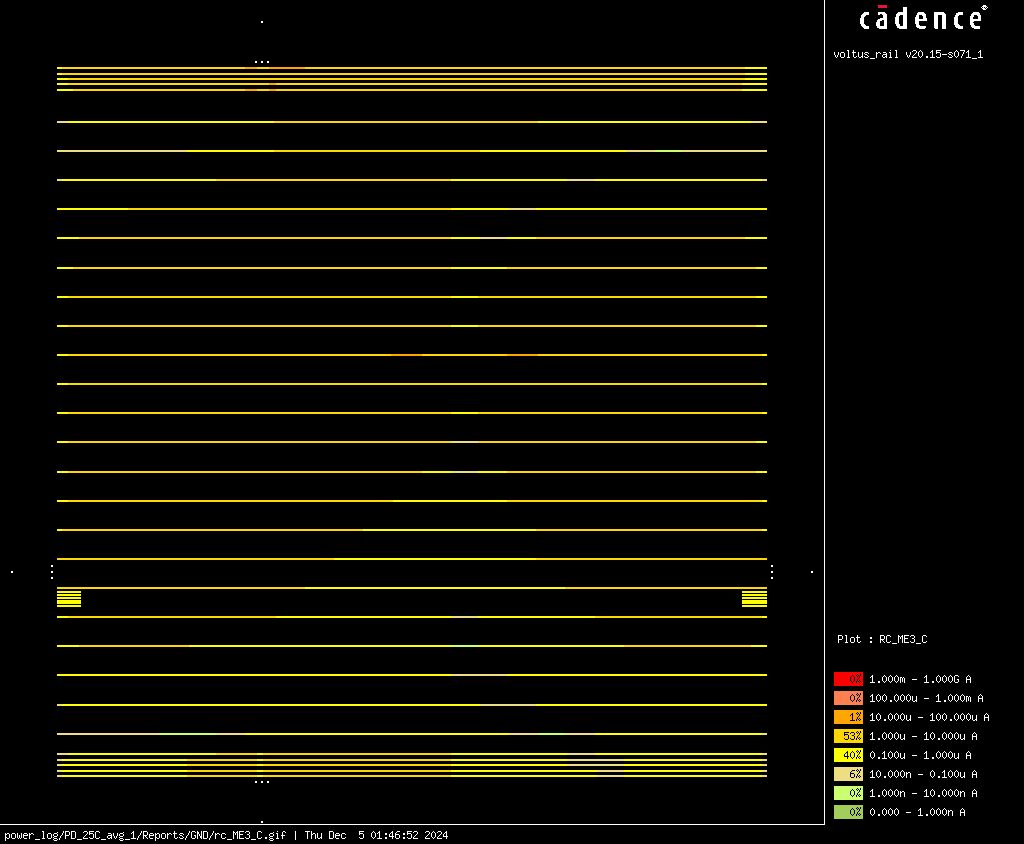 cādence®
voltus_rail v20.15-s071_1
Plot : RC_ME3_C
0% 1.000m - 1.000G A
0% 100.000u - 1.000m A
1% 10.000u - 100.000u A
53% 1.000u - 10.000u A
40% 0.100u - 1.000u A
6% 10.000n - 0.100u A
0% 1.000n - 10.000n A
0% 0.000 - 1.000n A
power_log/PD_25C_avg_1/Reports/GND/rc_ME3_C.gif | Thu Dec  5 01:46:52 2024